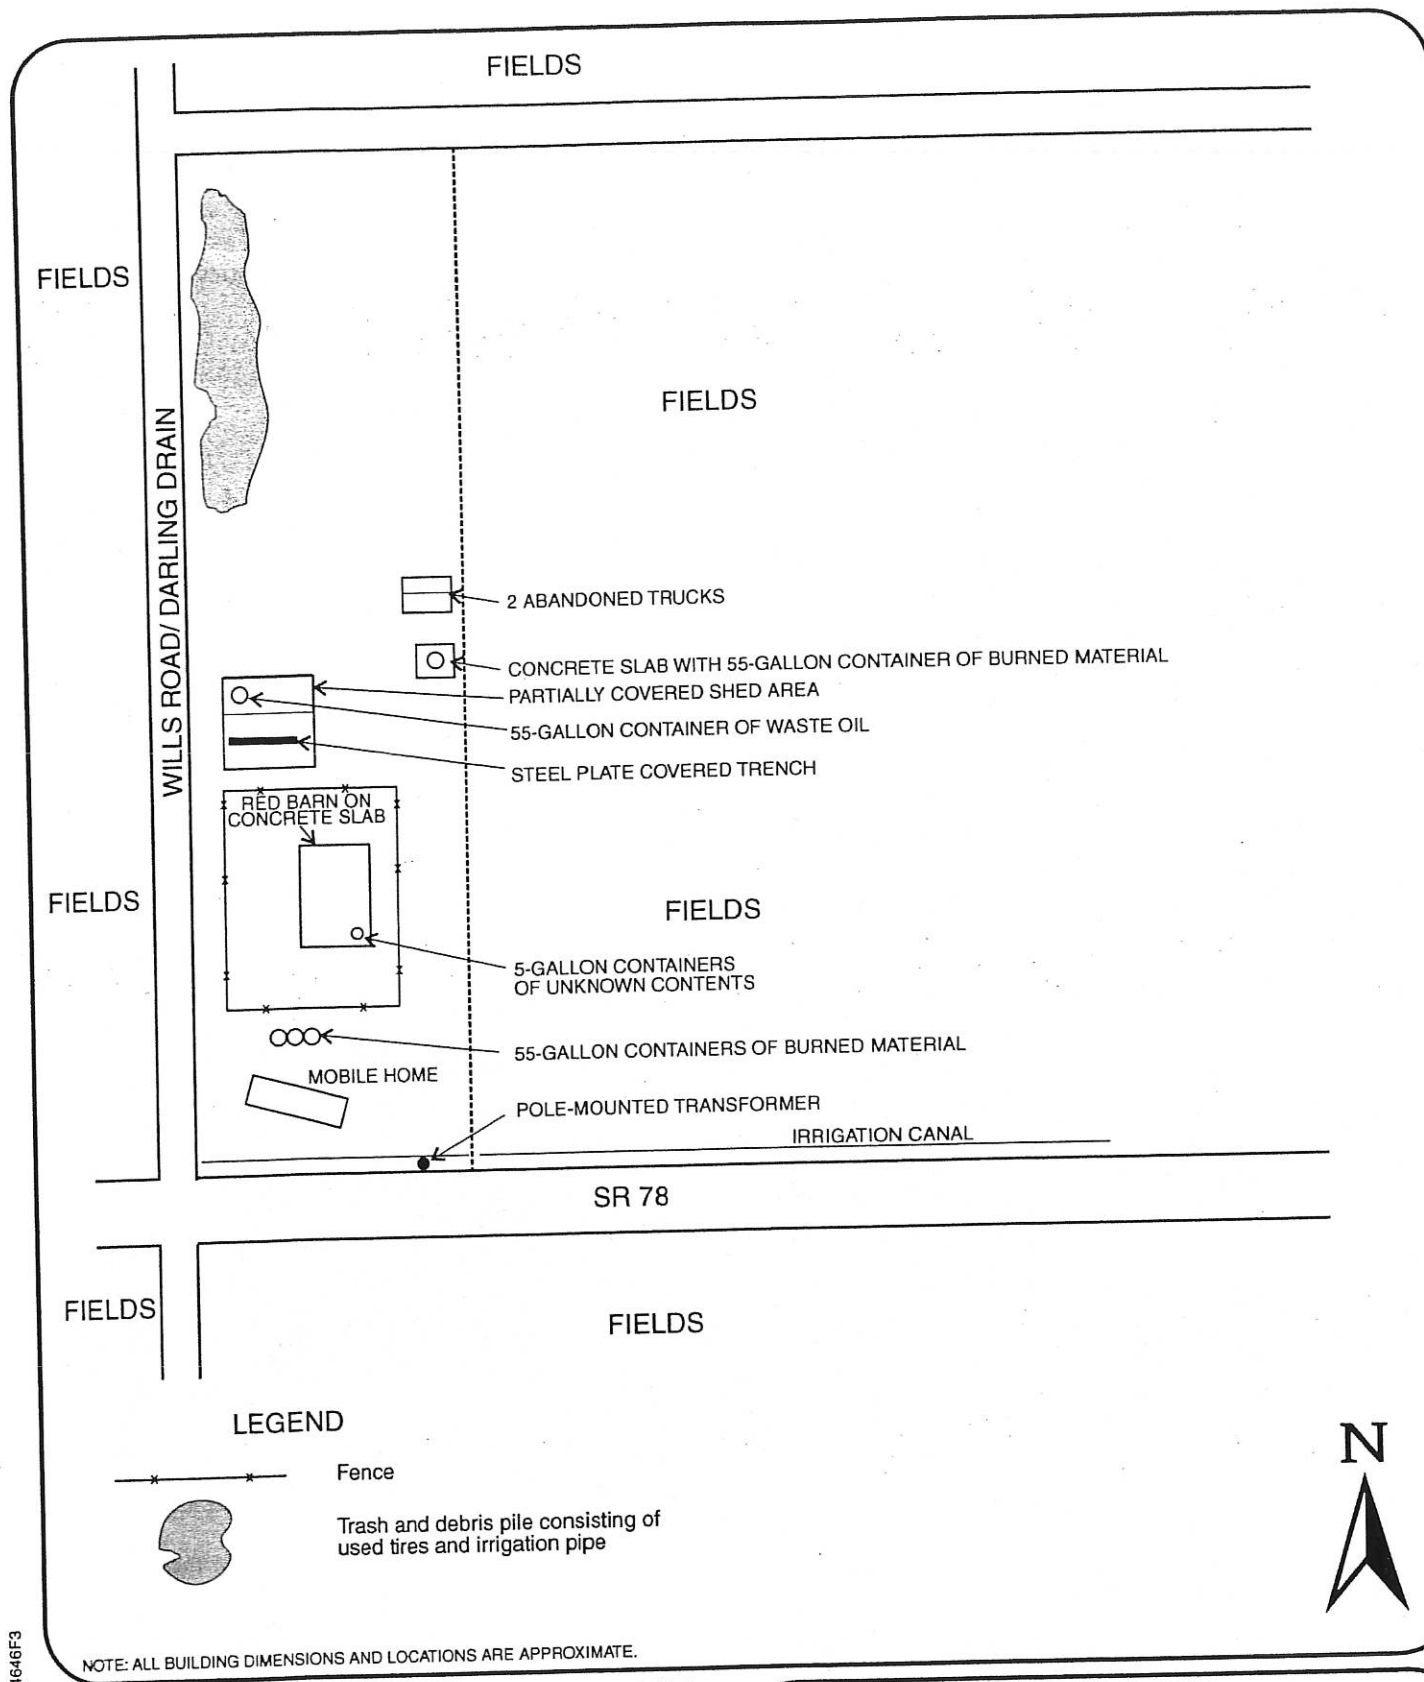 FIELDS
FIELDS
FIELDS
WILLS ROAD/ DARLING DRAIN
2 ABANDONED TRUCKS
CONCRETE SLAB WITH 55-GALLON CONTAINER OF BURNED MATERIAL
PARTIALLY COVERED SHED AREA
55-GALLON CONTAINER OF WASTE OIL
STEEL PLATE COVERED TRENCH
RED BARN ON
CONCRETE SLAB
FIELDS
FIELDS
5-GALLON CONTAINERS
OF UNKNOWN CONTENTS
55-GALLON CONTAINERS OF BURNED MATERIAL
MOBILE HOME
POLE-MOUNTED TRANSFORMER
IRRIGATION CANAL
SR 78
FIELDS
FIELDS
LEGEND
Fence
Trash and debris pile consisting of
used tires and irrigation pipe
N
NOTE: ALL BUILDING DIMENSIONS AND LOCATIONS ARE APPROXIMATE.